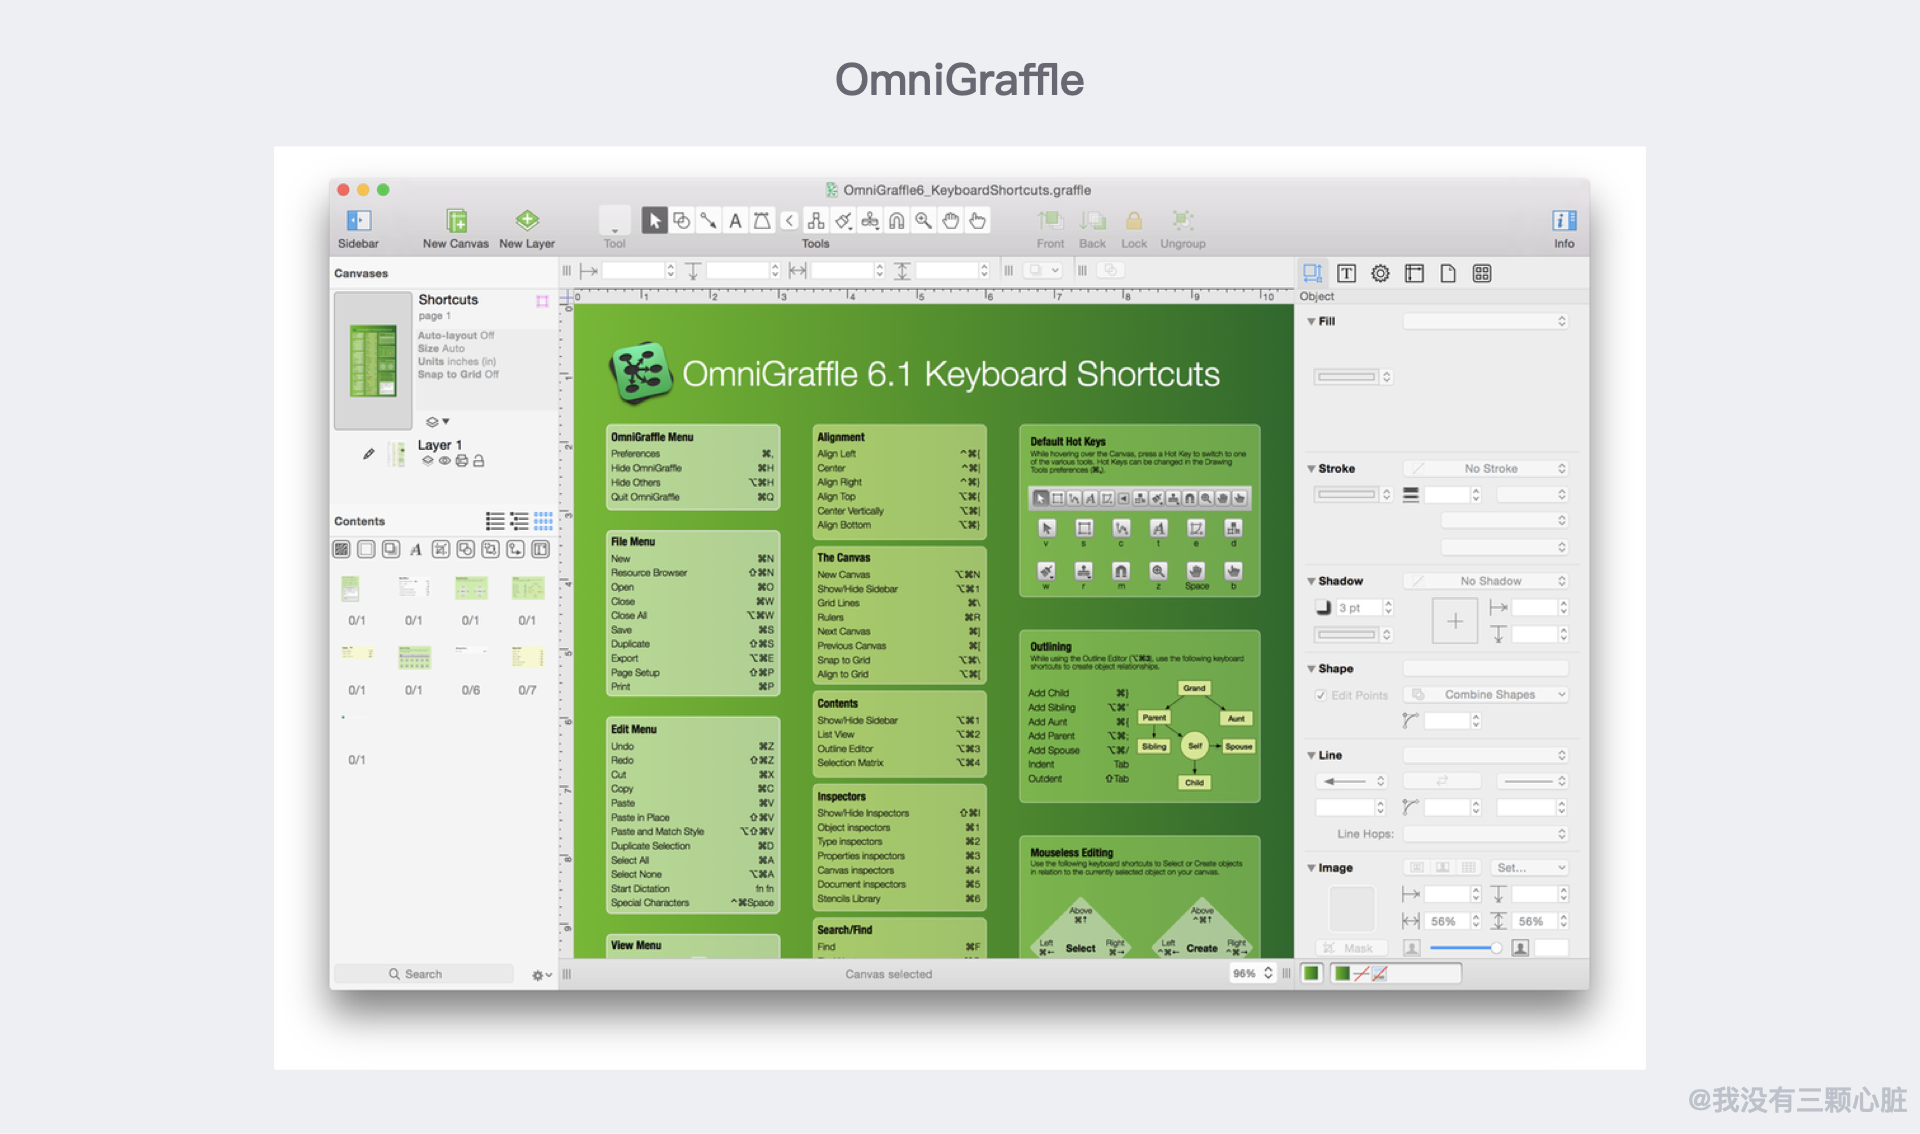 OmniGraffle
OmniGraffle6_KeyboardShortcuts.graffle
Sidebar
New Canvas
New Layer
Tool
Tools
Front
Back
Lock
Ungroup
Info
Canvases
Shortcuts
page 1
Auto-layout Off
Size Auto
Units inches (in)
Snap to Grid Off
Layer 1
Contents
0/1 0/1 0/1 0/1
0/1 0/1 0/6 0/7
0/1
Search
0 1 2 3 4 5 6 7 8 9 10
OmniGraffle 6.1 Keyboard Shortcuts
OmniGraffle Menu
Preferences ⌘,
Hide OmniGraffle ⌘H
Hide Others ⌥⌘H
Quit OmniGraffle ⌘Q
File Menu
New ⌘N
Resource Browser ⇧⌘N
Open ⌘O
Close ⌘W
Close All ⌥⌘W
Save ⌘S
Duplicate ⇧⌘S
Export ⌥⌘E
Page Setup ⇧⌘P
Print ⌘P
Edit Menu
Undo ⌘Z
Redo ⇧⌘Z
Cut ⌘X
Copy ⌘C
Paste ⌘V
Paste in Place ⇧⌘V
Paste and Match Style ⌥⇧⌘V
Duplicate Selection ⌘D
Select All ⌘A
Select None ⌥⌘A
Start Dictation fn fn
Special Characters ^⌘Space
View Menu
Alignment
Align Left ^⌘{
Center ^⌘|
Align Right ^⌘}
Align Top ⌥⌘{
Center Vertically ⌥⌘|
Align Bottom ⌥⌘}
The Canvas
New Canvas ⌥⌘N
Show/Hide Sidebar ⌥⌘1
Grid Lines ⌘\
Rulers ⌘R
Next Canvas ⌘]
Previous Canvas ⌘[
Snap to Grid ⌥⌘\
Align to Grid ⌥⌘[
Contents
Show/Hide Sidebar ⌥⌘1
List View ⌥⌘2
Outline Editor ⌥⌘3
Selection Matrix ⌥⌘4
Inspectors
Show/Hide Inspectors ⇧⌘I
Object inspectors ⌘1
Type inspectors ⌘2
Properties inspectors ⌘3
Canvas inspectors ⌘4
Document inspectors ⌘5
Stencils Library ⌘6
Search/Find
Find ⌘F
Default Hot Keys
While hovering over the Canvas, press a Hot Key to switch to one
of the various tools. Hot Keys can be changed in the Drawing
Tools preferences (⌘,).
v s c t e d
w r m z Space b
Outlining
While using the Outline Editor (⌥⌘3), use the following keyboard
shortcuts to create object relationships.
Add Child ⌘}
Add Sibling ⌥⌘'
Add Aunt ⌘{
Add Parent ⌥⌘;
Add Spouse ⌥⌘/
Indent Tab
Outdent ⇧Tab
Grand
Parent
Aunt
Sibling
Self
Spouse
Child
Mouseless Editing
Use the following keyboard shortcuts to Select or Create objects
in relation to the currently selected object on your canvas.
Above
⌘↑
Left
⌘←
Select
Right
⌘→
Above
^⌘↑
Left
^⌘←
Create
Right
^⌘→
Canvas selected
96%
Object
Fill
Stroke
No Stroke
Shadow
No Shadow
3 pt
Shape
Edit Points
Combine Shapes
Line
Line Hops:
Image
Set...
56%
56%
Mask
@我没有三颗心脏